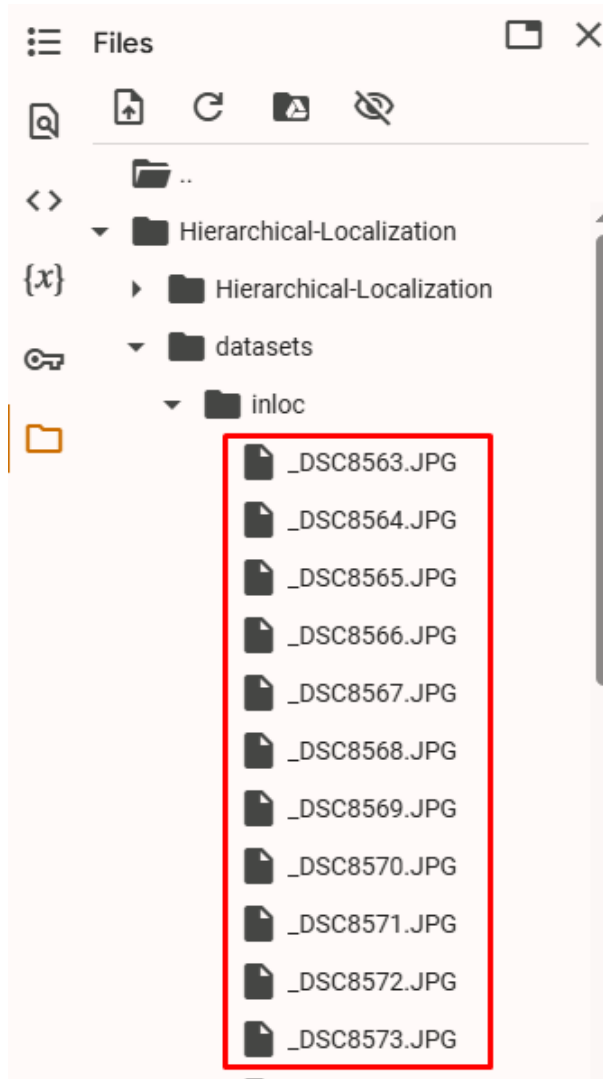 Files
..
Hierarchical-Localization
{x}
Hierarchical-Localization
datasets
inloc
_DSC8563.JPG
_DSC8564.JPG
_DSC8565.JPG
_DSC8566.JPG
_DSC8567.JPG
_DSC8568.JPG
_DSC8569.JPG
_DSC8570.JPG
_DSC8571.JPG
_DSC8572.JPG
_DSC8573.JPG